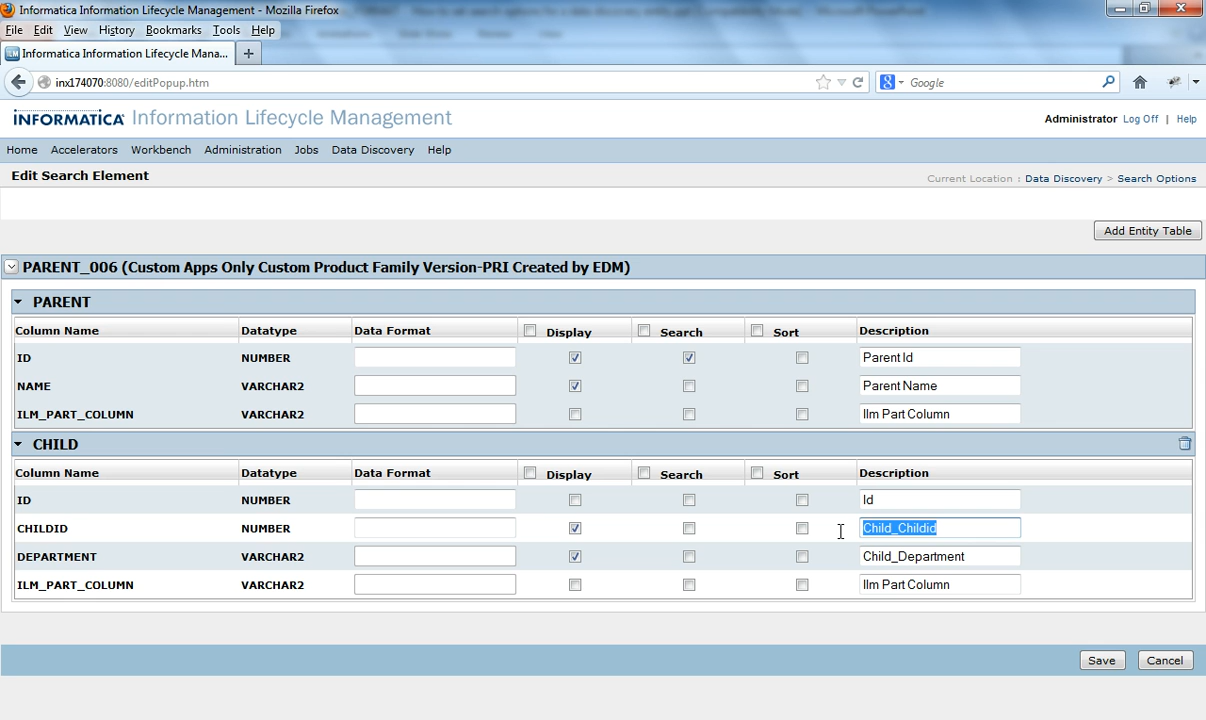 Informatica Information Lifecycle Management - Mozilla Firefox
File Edit View History Bookmarks Tools Help
Informatica Information Lifecycle Mana...
inx174070:8080/editPopup.htm
Google
INFORMATICA Information Lifecycle Management
Administrator Log Off | Help
Home Accelerators Workbench Administration Jobs Data Discovery Help
Edit Search Element
Current Location : Data Discovery > Search Options
Add Entity Table
PARENT_006 (Custom Apps Only Custom Product Family Version-PRI Created by EDM)
PARENT
Column Name Datatype Data Format Display Search Sort Description
ID NUMBER Parent Id
NAME VARCHAR2 Parent Name
ILM_PART_COLUMN VARCHAR2 Ilm Part Column
CHILD
Column Name Datatype Data Format Display Search Sort Description
ID NUMBER Id
CHILDID NUMBER Child_Childid
DEPARTMENT VARCHAR2 Child_Department
ILM_PART_COLUMN VARCHAR2 Ilm Part Column
Save Cancel